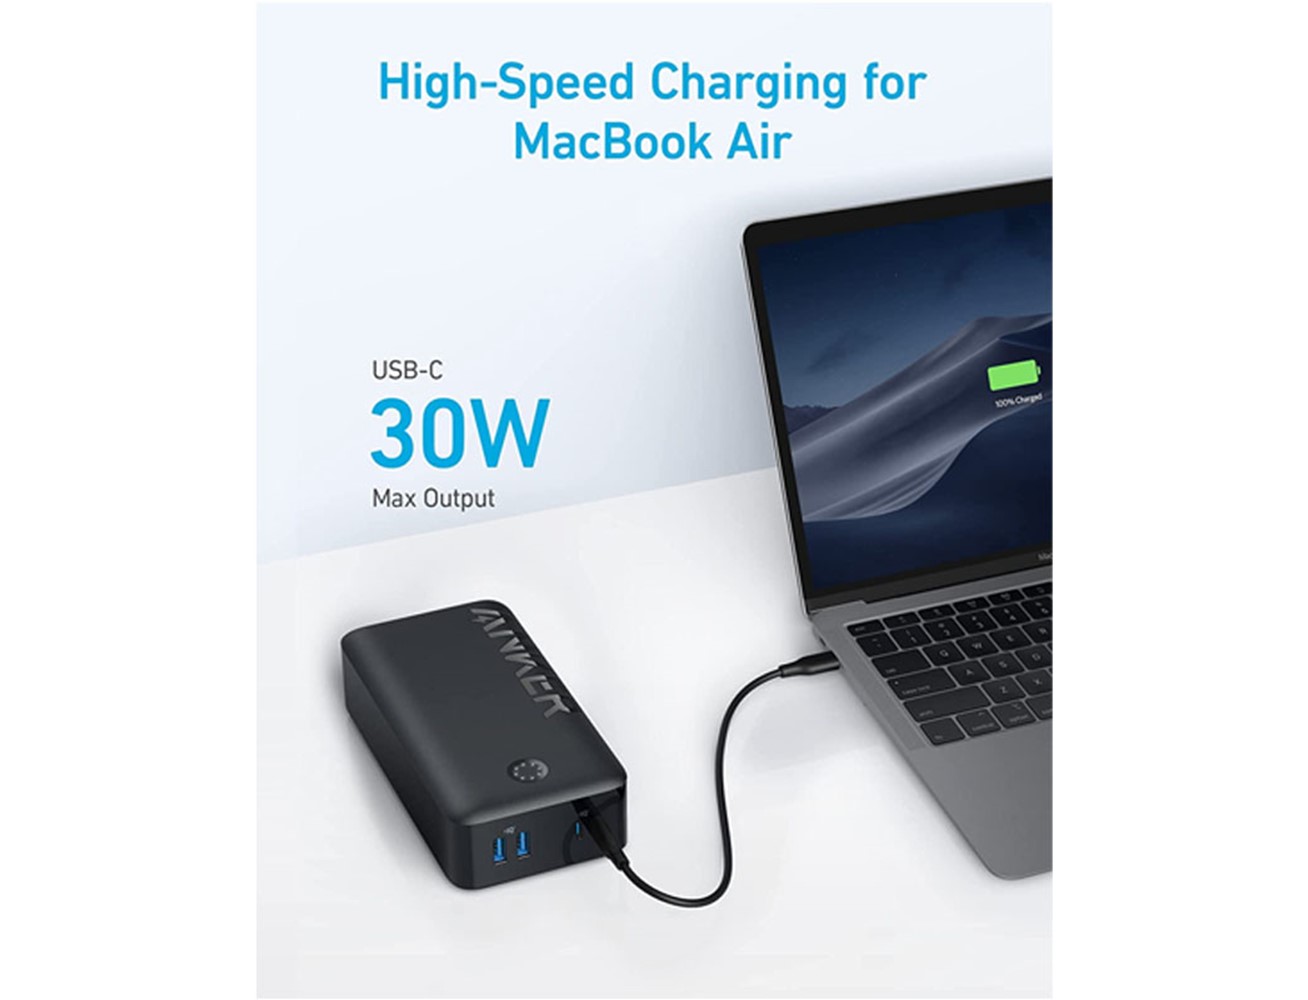 High-Speed Charging for
MacBook Air
USB-C
30W
Max Output
100% Charged
ANKER